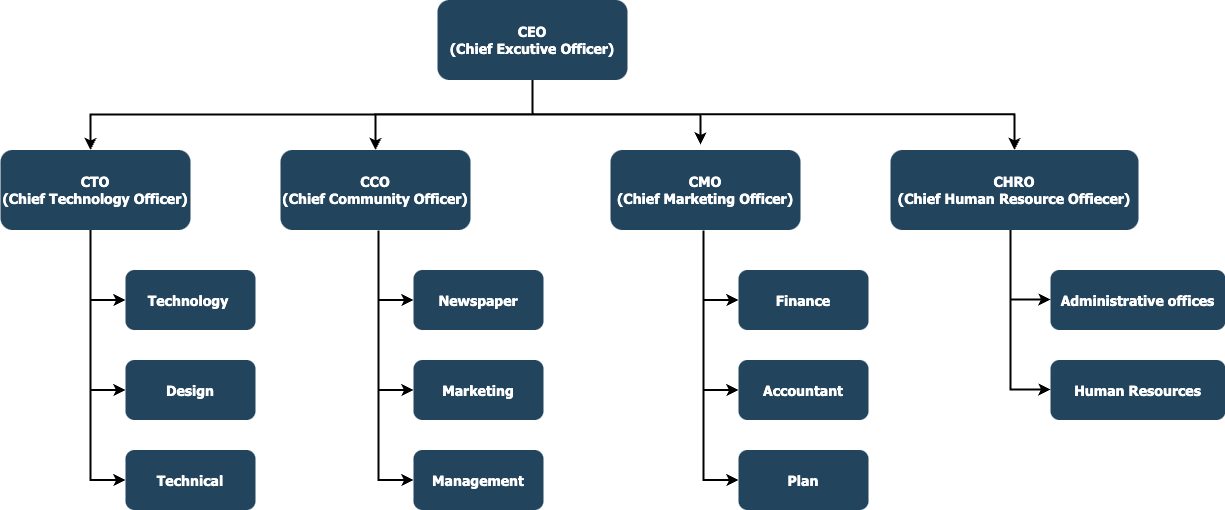 CEO
(Chief Excutive Officer)
CTO
(Chief Technology Officer)
CCO
(Chief Community Officer)
CMO
(Chief Marketing Officer)
CHRO
(Chief Human Resource Offiecer)
Technology
Newspaper
Finance
Administrative offices
Design
Marketing
Accountant
Human Resources
Technical
Management
Plan